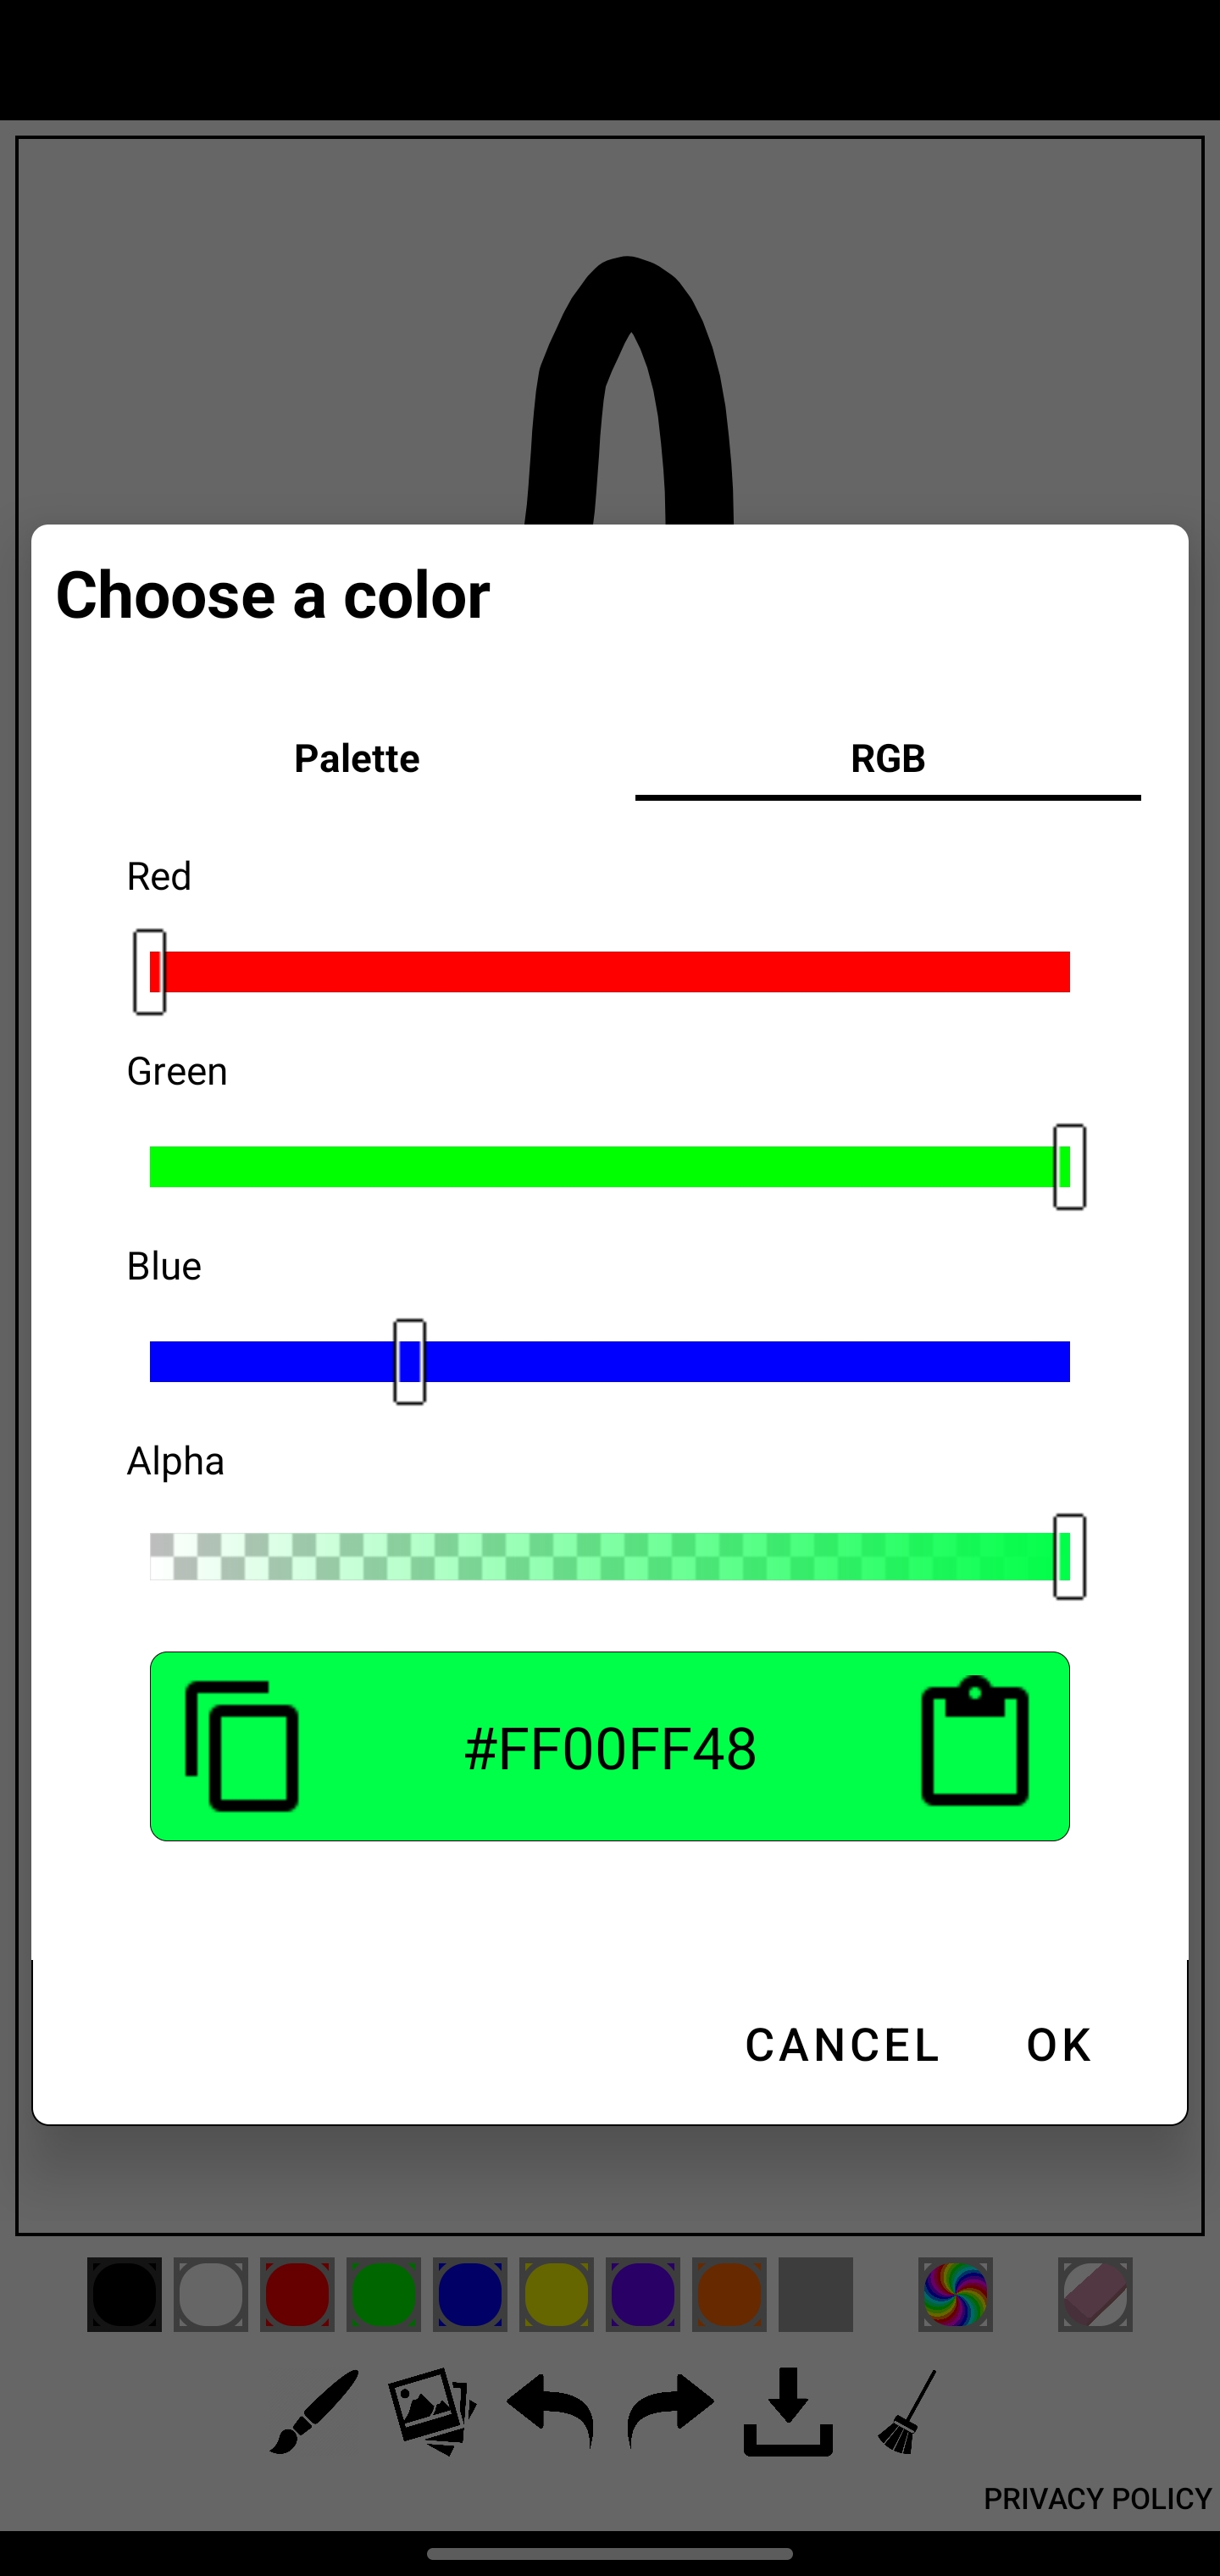 Choose a color
Palette
RGB
Red
Green
Blue
Alpha
#FF00FF48
CANCEL
OK
PRIVACY POLICY